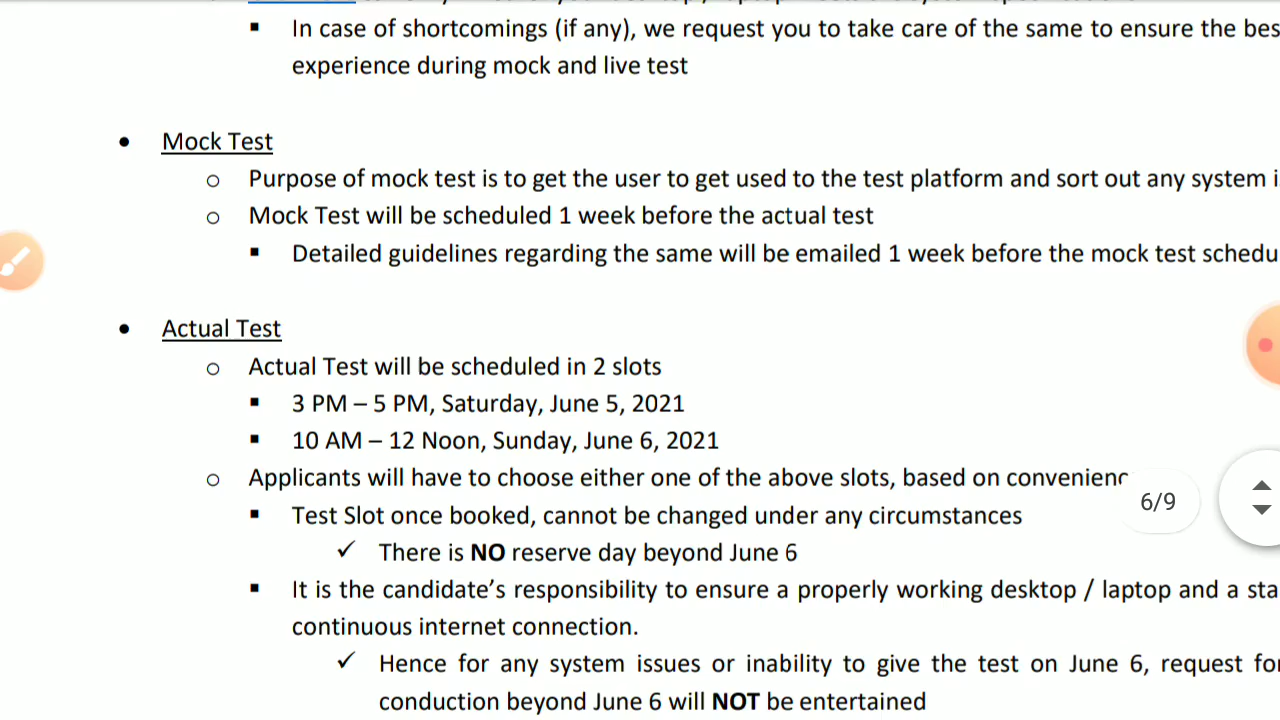 In case of shortcomings (if any), we request you to take care of the same to ensure the
experience during mock and live test
Mock Test
Purpose of mock test is to get the user to get used to the test platform and sort out any system
Mock Test will be scheduled 1 week before the actual test
Detailed guidelines regarding the same will be emailed 1 week before the mock test
Actual Test
Actual Test will be scheduled in 2 slots
3 PM – 5 PM, Saturday, June 5, 2021
10 AM – 12 Noon, Sunday, June 6, 2021
Applicants will have to choose either one of the above slots, based on
6/9
Test Slot once booked, cannot be changed under any circumstances
✓ There is NO reserve day beyond June 6
It is the candidate's responsibility to ensure a properly working desktop / laptop and a
continuous internet connection.
✓ Hence for any system issues or inability to give the test on June 6, request
conduction beyond June 6 will NOT be entertained